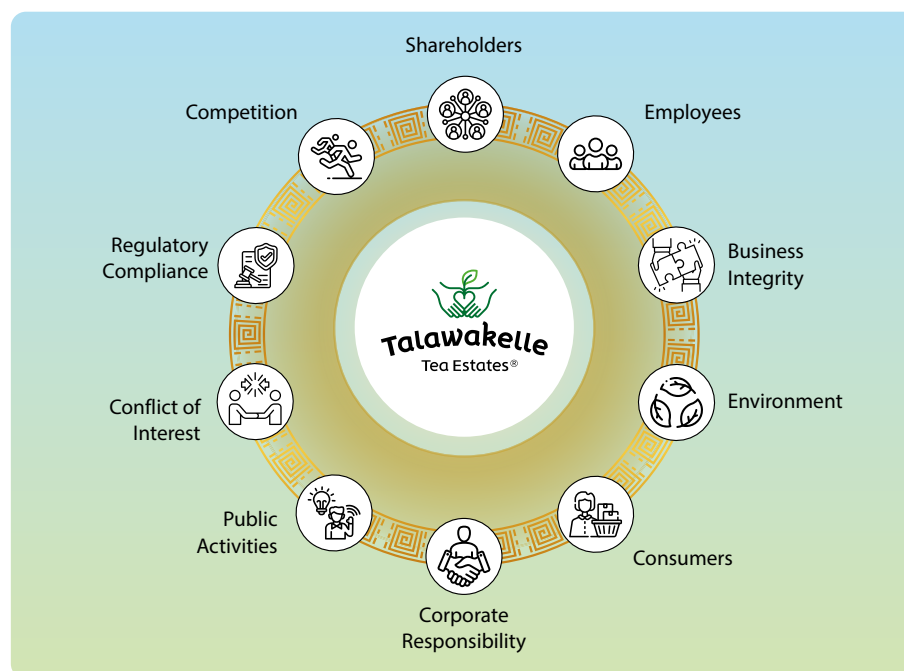 Shareholders
Employees
Business
Integrity
Environment
Consumers
Corporate
Responsibility
Public
Activities
Conflict of
Interest
Regulatory
Compliance
Competition
Talawakelle
Tea Estates®